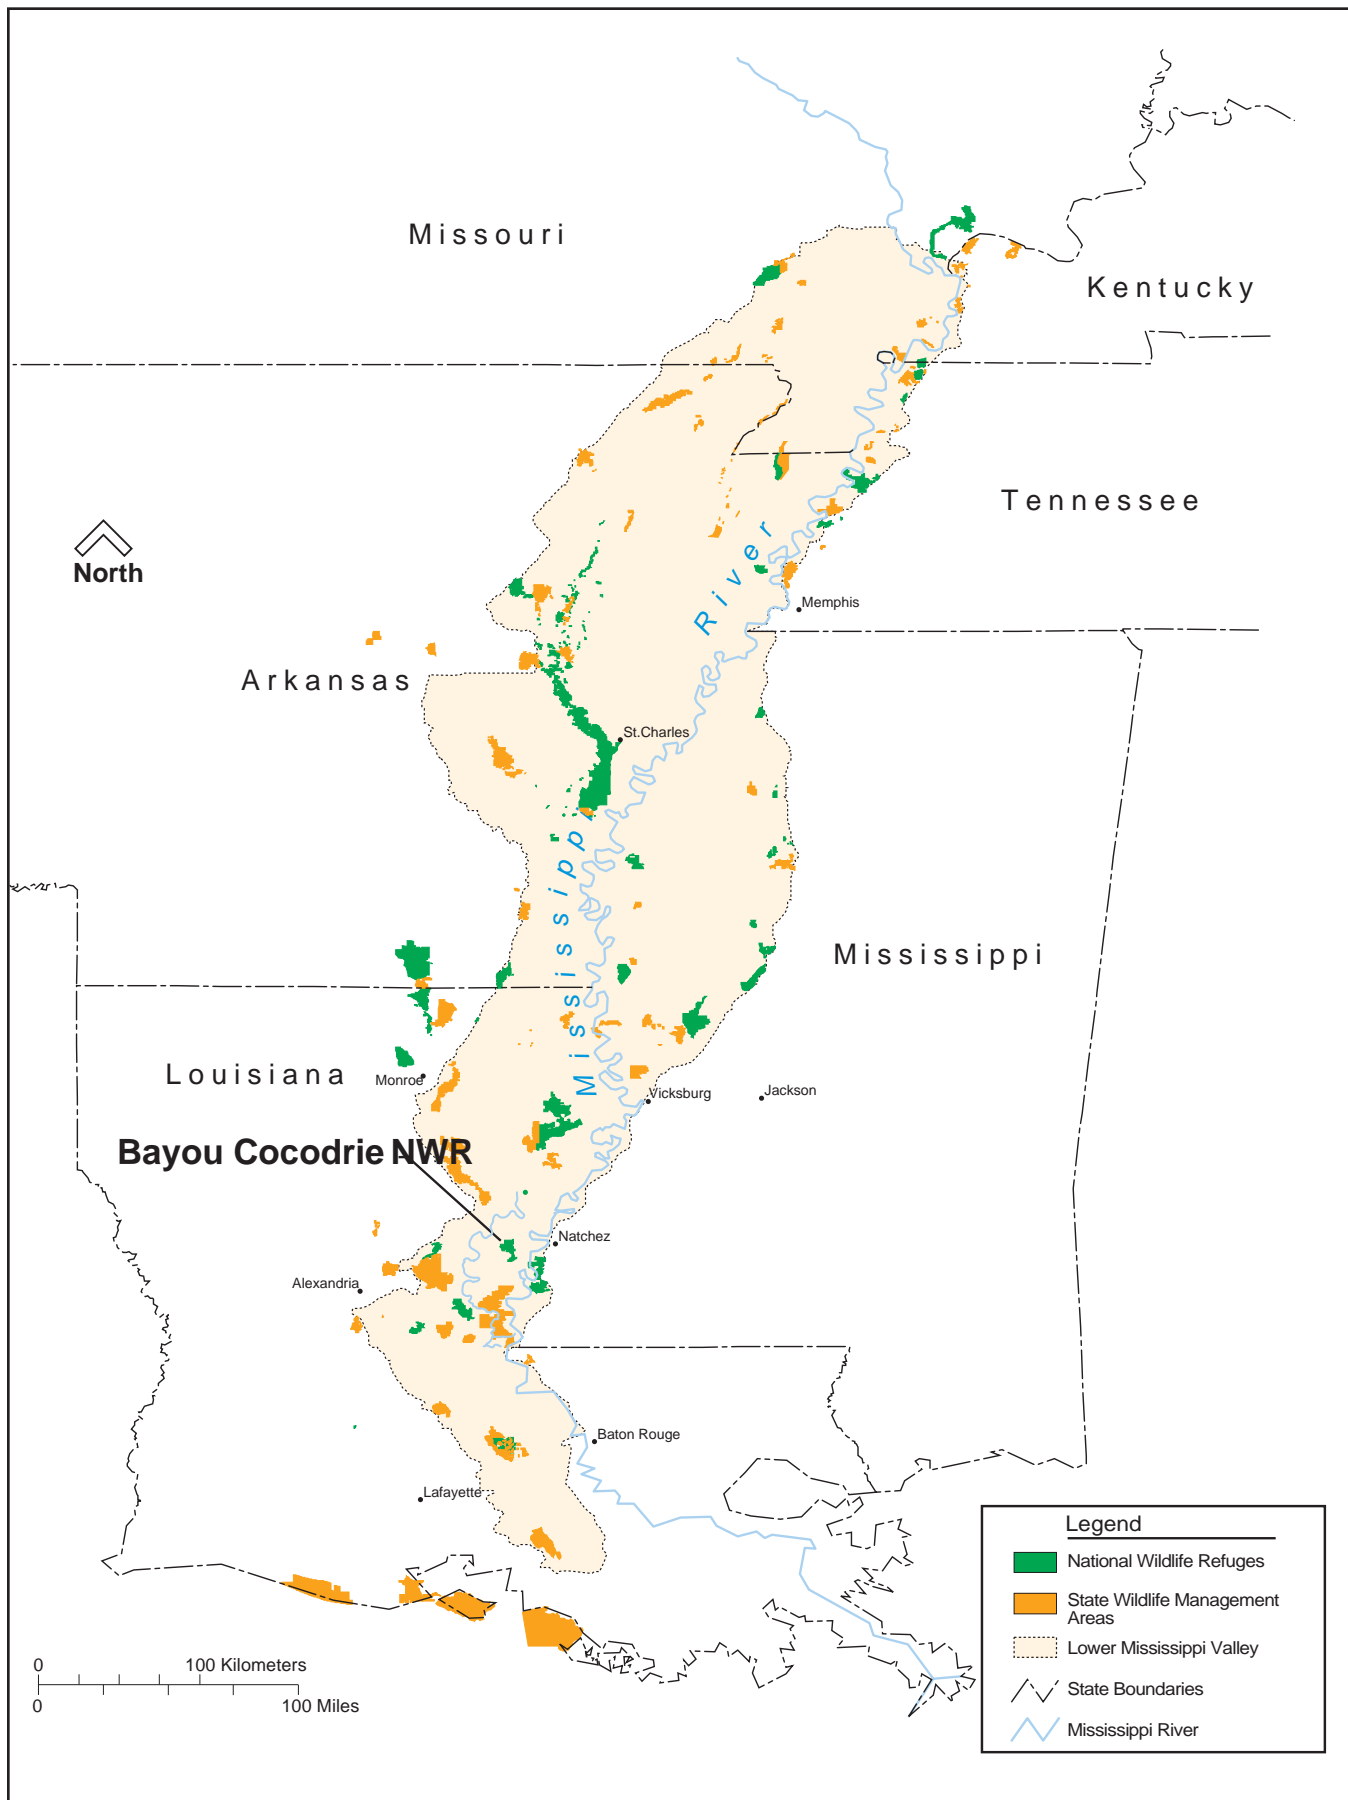 Missouri
Kentucky
Tennessee
North
River
Memphis
Arkansas
St.Charles
Mississippi
Mississippi
Louisiana
Monroe
Vicksburg
Jackson
Bayou Cocodrie NWR
Natchez
Alexandria
Baton Rouge
Lafayette
Legend
National Wildlife Refuges
State Wildlife Management
Areas
Lower Mississippi Valley
State Boundaries
Mississippi River
0 100 Kilometers
0 100 Miles